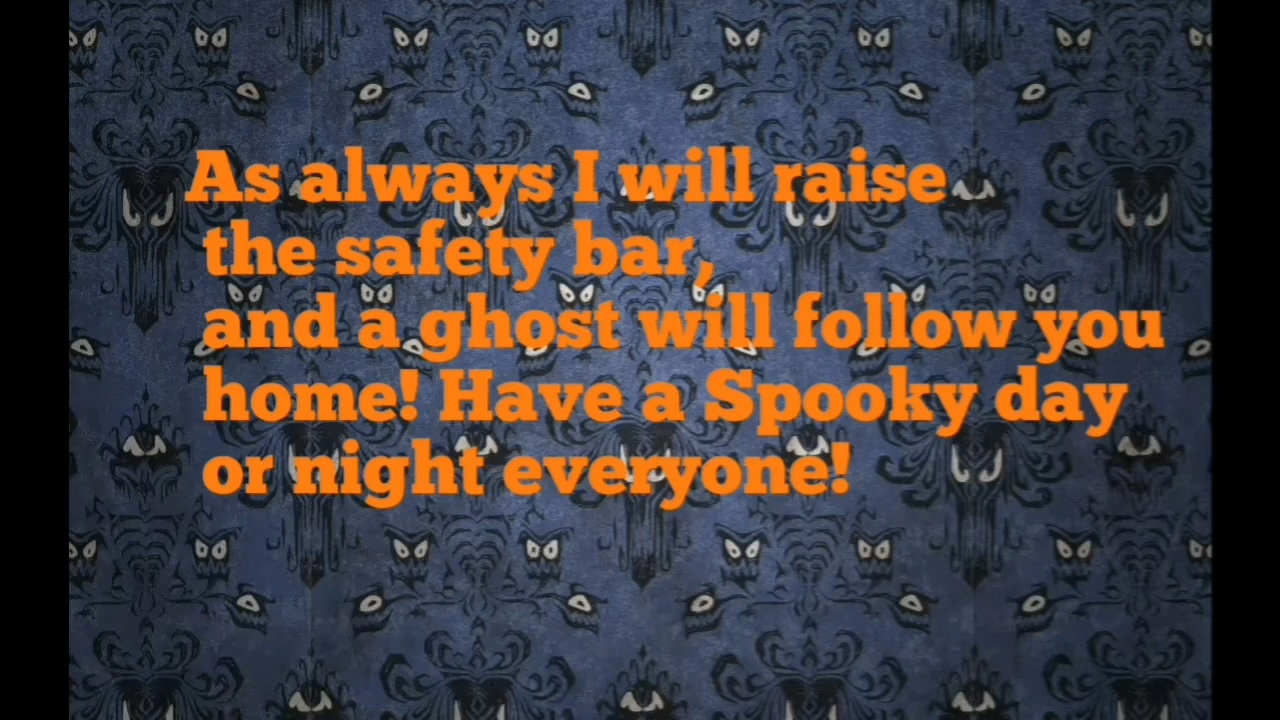 As always I will raise
the safety bar,
and a ghost will follow you
home! Have a Spooky day
or night everyone!